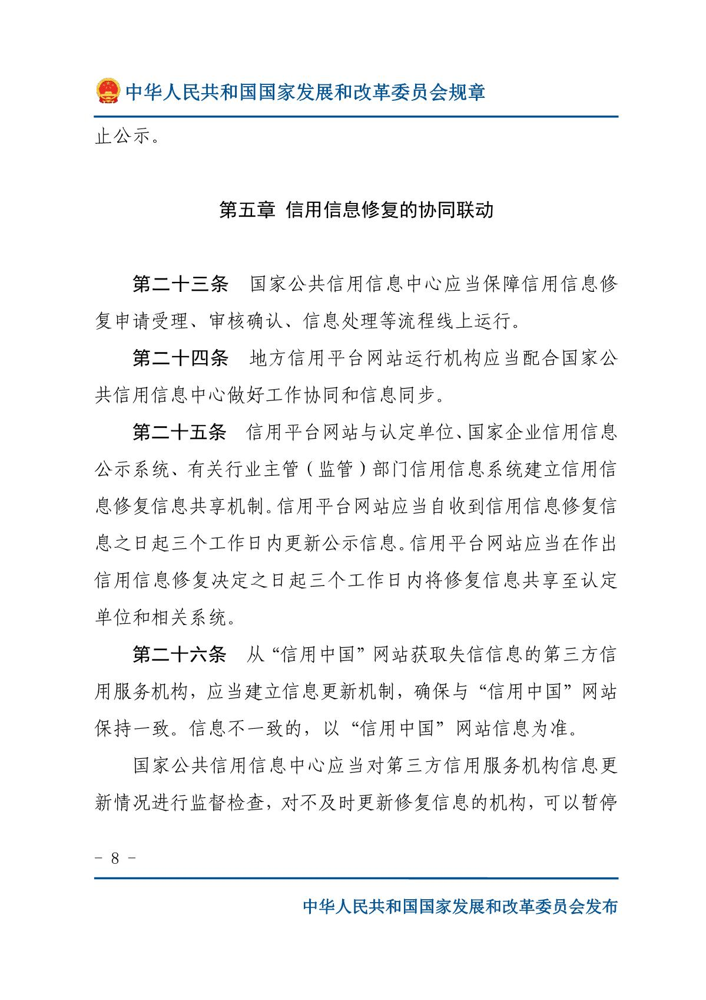 中华人民共和国国家发展和改革委员会规章
止公示。
第五章 信用信息修复的协同联动
第二十三条 国家公共信用信息中心应当保障信用信息修
复申请受理、审核确认、信息处理等流程线上运行。
第二十四条 地方信用平台网站运行机构应当配合国家公
共信用信息中心做好工作协同和信息同步。
第二十五条 信用平台网站与认定单位、国家企业信用信息
公示系统、有关行业主管（监管）部门信用信息系统建立信用信
息修复信息共享机制。信用平台网站应当自收到信用信息修复信
息之日起三个工作日内更新公示信息。信用平台网站应当在作出
信用信息修复决定之日起三个工作日内将修复信息共享至认定
单位和相关系统。
第二十六条 从“信用中国”网站获取失信信息的第三方信
用服务机构，应当建立信息更新机制，确保与“信用中国”网站
保持一致。信息不一致的，以“信用中国”网站信息为准。
国家公共信用信息中心应当对第三方信用服务机构信息更
新情况进行监督检查，对不及时更新修复信息的机构，可以暂停
- 8 -
中华人民共和国国家发展和改革委员会发布